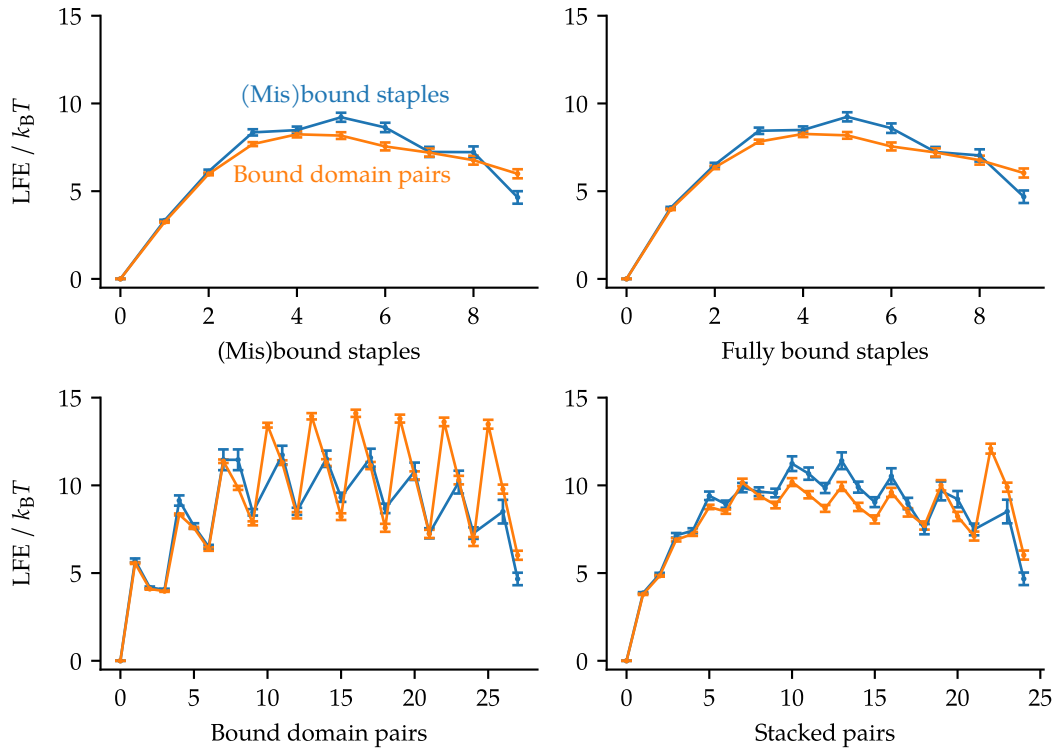 15
10
5
0
LFE / kBT
(Mis)bound staples
Bound domain pairs
0 2 4 6 8
(Mis)bound staples
15
10
5
0
0 2 4 6 8
Fully bound staples
15
10
5
0
LFE / kBT
0 5 10 15 20 25
Bound domain pairs
15
10
5
0
0 5 10 15 20 25
Stacked pairs